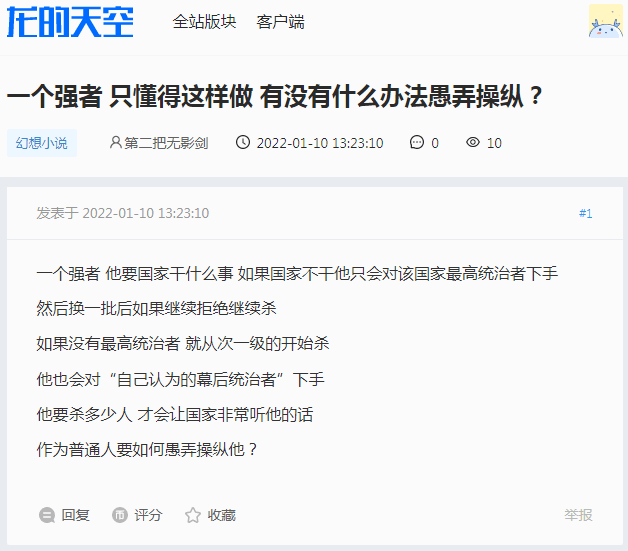 龙的天空 全站版块 客户端
一个强者 只懂得这样做 有没有什么办法愚弄操纵？
幻想小说 第二把无影剑 2022-01-10 13:23:10 0 10
发表于 2022-01-10 13:23:10 #1
一个强者 他要国家干什么事 如果国家不干他只会对该国家最高统治者下手
然后换一批后如果继续拒绝继续杀
如果没有最高统治者 就从次一级的开始杀
他也会对“自己认为的幕后统治者”下手
他要杀多少人 才会让国家非常听他的话
作为普通人要如何愚弄操纵他？
回复 评分 收藏 举报